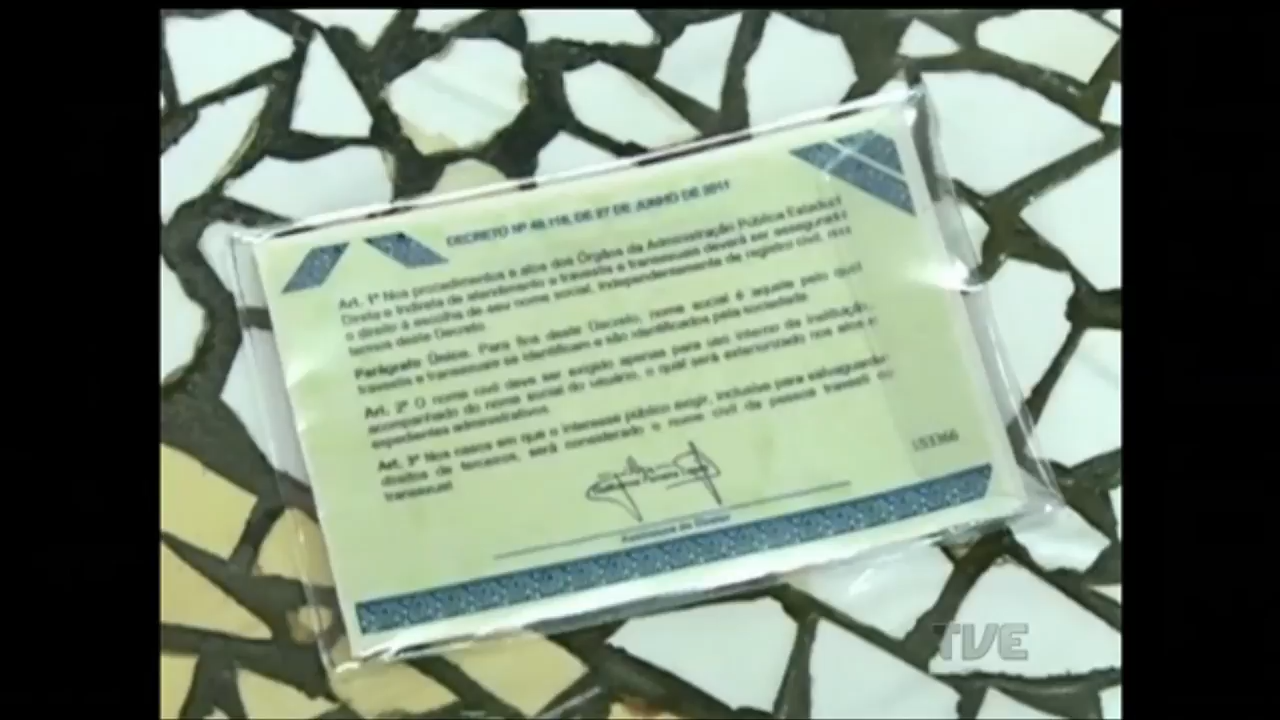 DECRETO Nº 49.118, DE 27 DE JUNHO DE 2011
Art. 1º Nos procedimentos e atos dos Órgãos da Administração Pública Estadual
Direta e Indireta de atendimento a travestis e transexuais deverá ser assegurado
o direito à escolha de seu nome social, independentemente de registro civil, nos
termos deste Decreto.
Parágrafo Único. Para fins deste Decreto, nome social é aquele pelo qual
travestis e transexuais se identificam e são identificados pela sociedade.
Art. 2º O nome civil deve ser exigido apenas para uso interno da instituição,
acompanhado do nome social do usuário, o qual será exteriorizado nos atos e
expedientes administrativos.
Art. 3º Nos casos em que o interesse público exigir, inclusive para salvaguardar
direitos de terceiros, será considerado o nome civil da pessoa travesti ou
transexual.
103366
Assinatura do Diretor
TVE